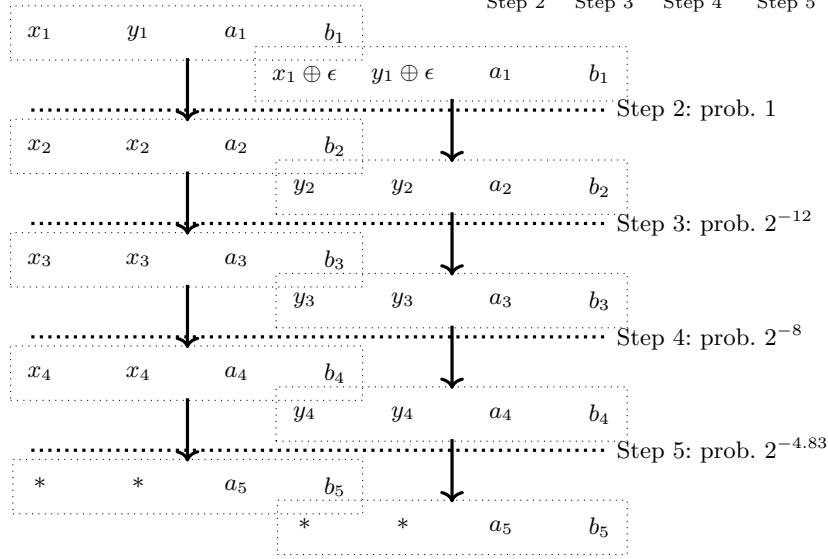 Step 2 Step 3 Step 4 Step 5
x₁ y₁ a₁ b₁
x₁ ⊕ ϵ y₁ ⊕ ϵ a₁ b₁
Step 2: prob. 1
x₂ x₂ a₂ b₂
y₂ y₂ a₂ b₂
Step 3: prob. 2⁻¹²
x₃ x₃ a₃ b₃
y₃ y₃ a₃ b₃
Step 4: prob. 2⁻⁸
x₄ x₄ a₄ b₄
y₄ y₄ a₄ b₄
Step 5: prob. 2⁻⁴·⁸³
* * a₅ b₅
* * a₅ b₅